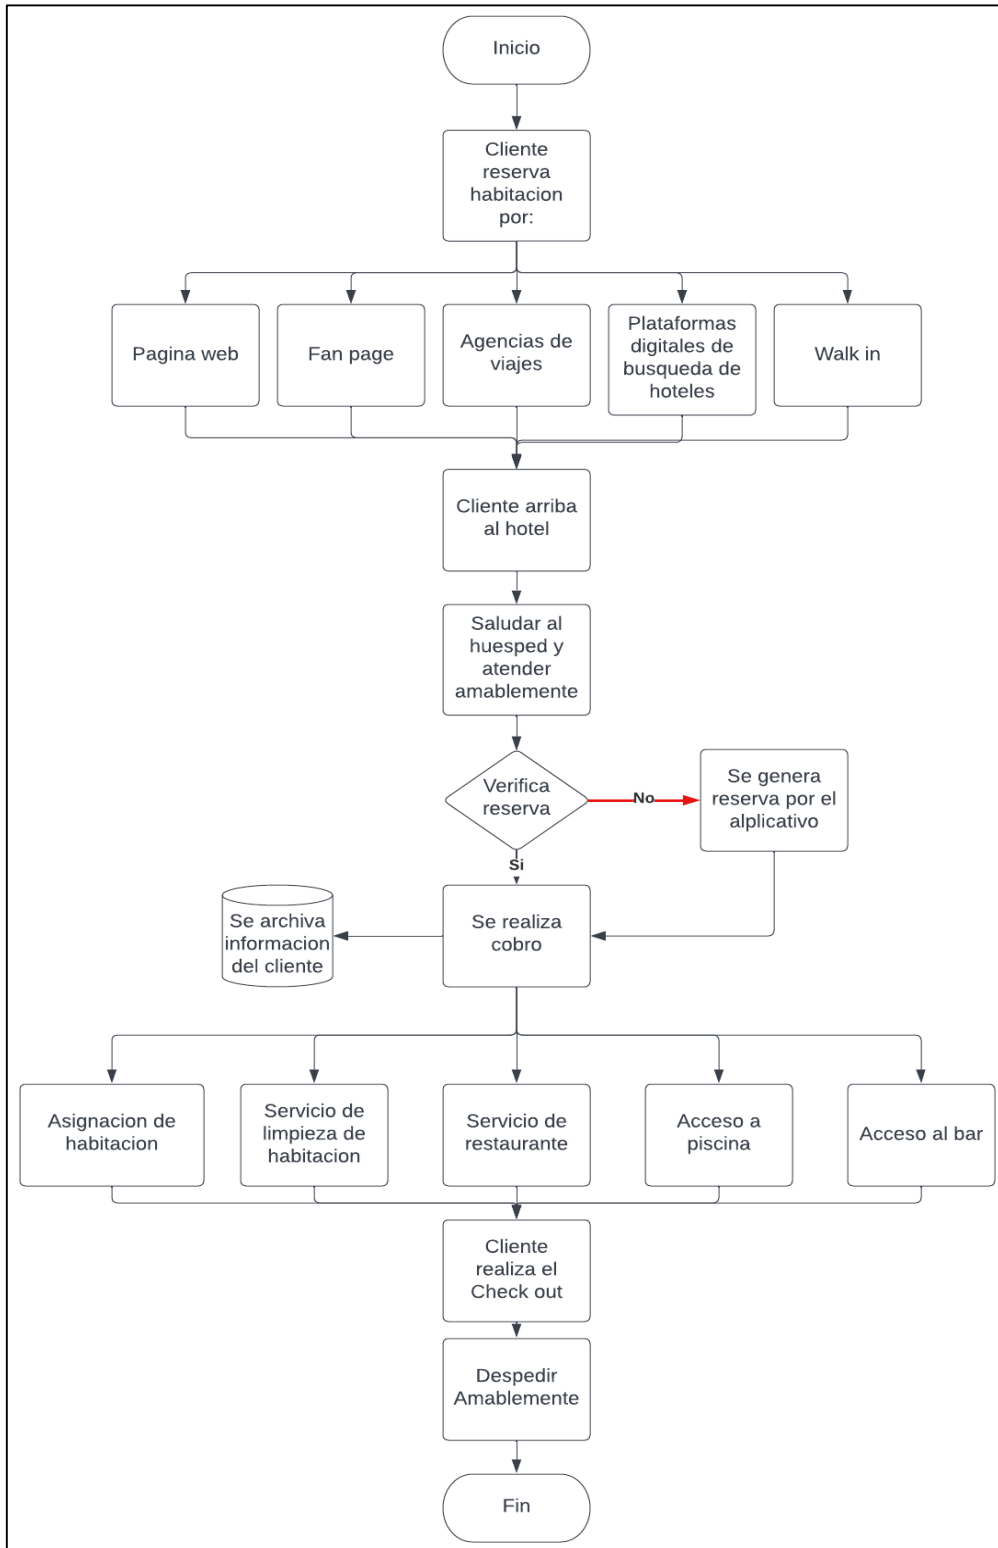 Inicio
Cliente
reserva
habitacion
por:
Pagina web
Fan page
Agencias de
viajes
Plataformas
digitales de
busqueda de
hoteles
Walk in
Cliente arriba
al hotel
Saludar al
huesped y
atender
amablemente
Verifica
reserva
No
Se genera
reserva por el
alplicativo
Si
Se archiva
informacion
del cliente
Se realiza
cobro
Asignacion de
habitacion
Servicio de
limpieza de
habitacion
Servicio de
restaurante
Acceso a
piscina
Acceso al bar
Cliente
realiza el
Check out
Despedir
Amablemente
Fin